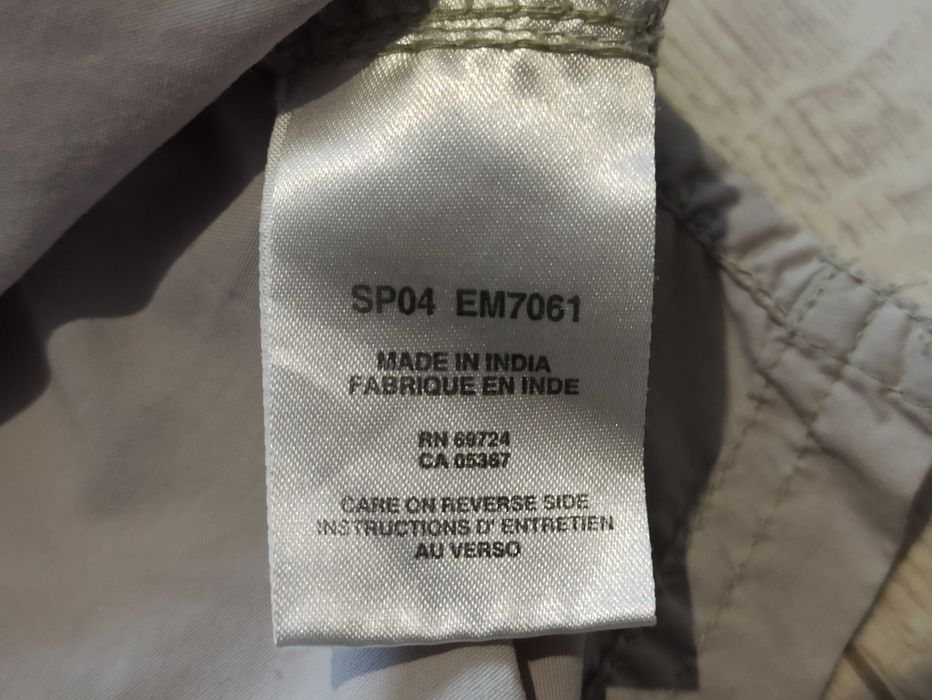 SP04 EM7061
MADE IN INDIA
FABRIQUE EN INDE
RN 69724
CA 05367
CARE ON REVERSE SIDE
INSTRUCTIONS D' ENTRETIEN
AU VERSO